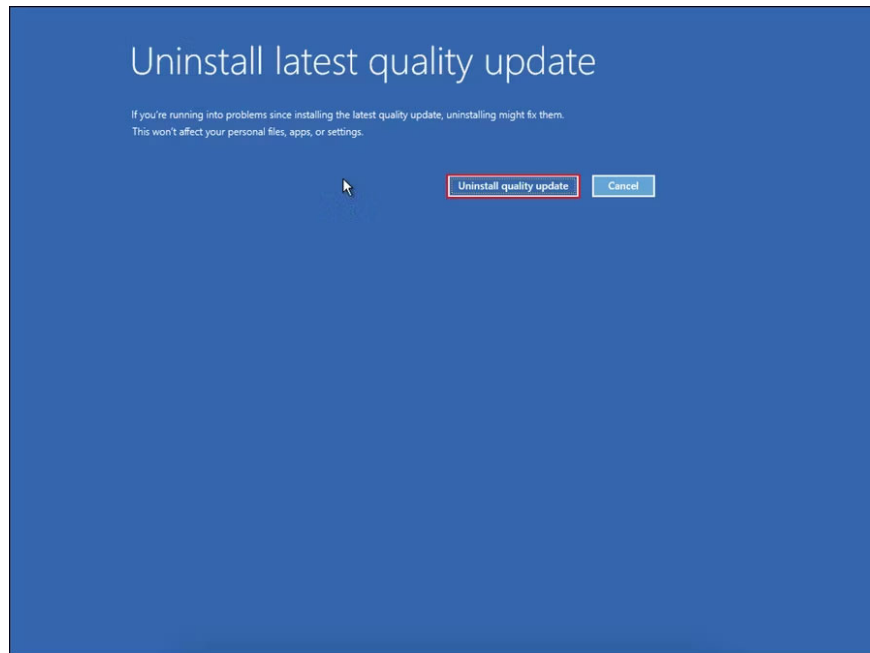 Uninstall latest quality update
If you're running into problems since installing the latest quality update, uninstalling might fix them.
This won't affect your personal files, apps, or settings.
Uninstall quality update
Cancel